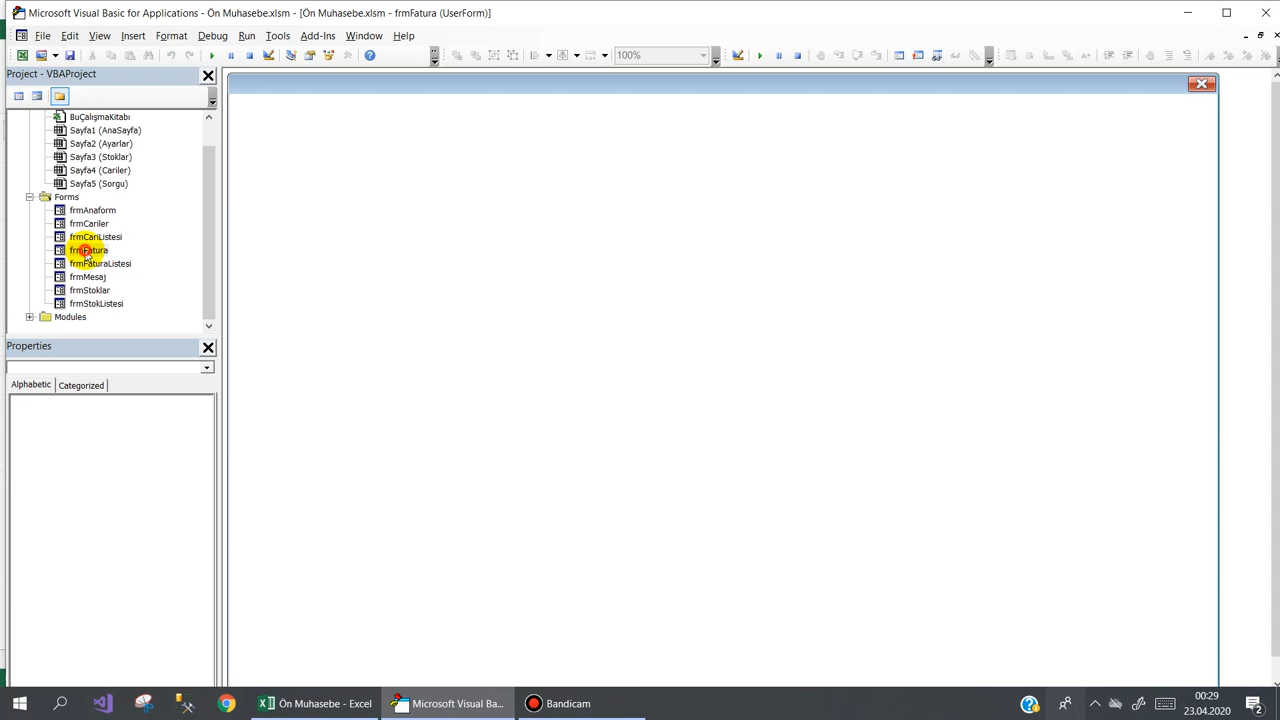 Microsoft Visual Basic for Applications - Ön Muhasebe.xlsm - [Ön Muhasebe.xlsm - frmFatura (UserForm)]
File Edit View Insert Format Debug Run Tools Add-Ins Window Help
100%
Project - VBAProject
BuÇalışmaKitabı
Sayfa1 (AnaSayfa)
Sayfa2 (Ayarlar)
Sayfa3 (Stoklar)
Sayfa4 (Cariler)
Sayfa5 (Sorgu)
Forms
frmAnaform
frmCariler
frmCariListesi
frmFatura
frmFaturaListesi
frmMesaj
frmStoklar
frmStokListesi
Modules
Properties
Alphabetic Categorized
Ön Muhasebe - Excel
Microsoft Visual Ba...
Bandicam
00:29
23.04.2020
2